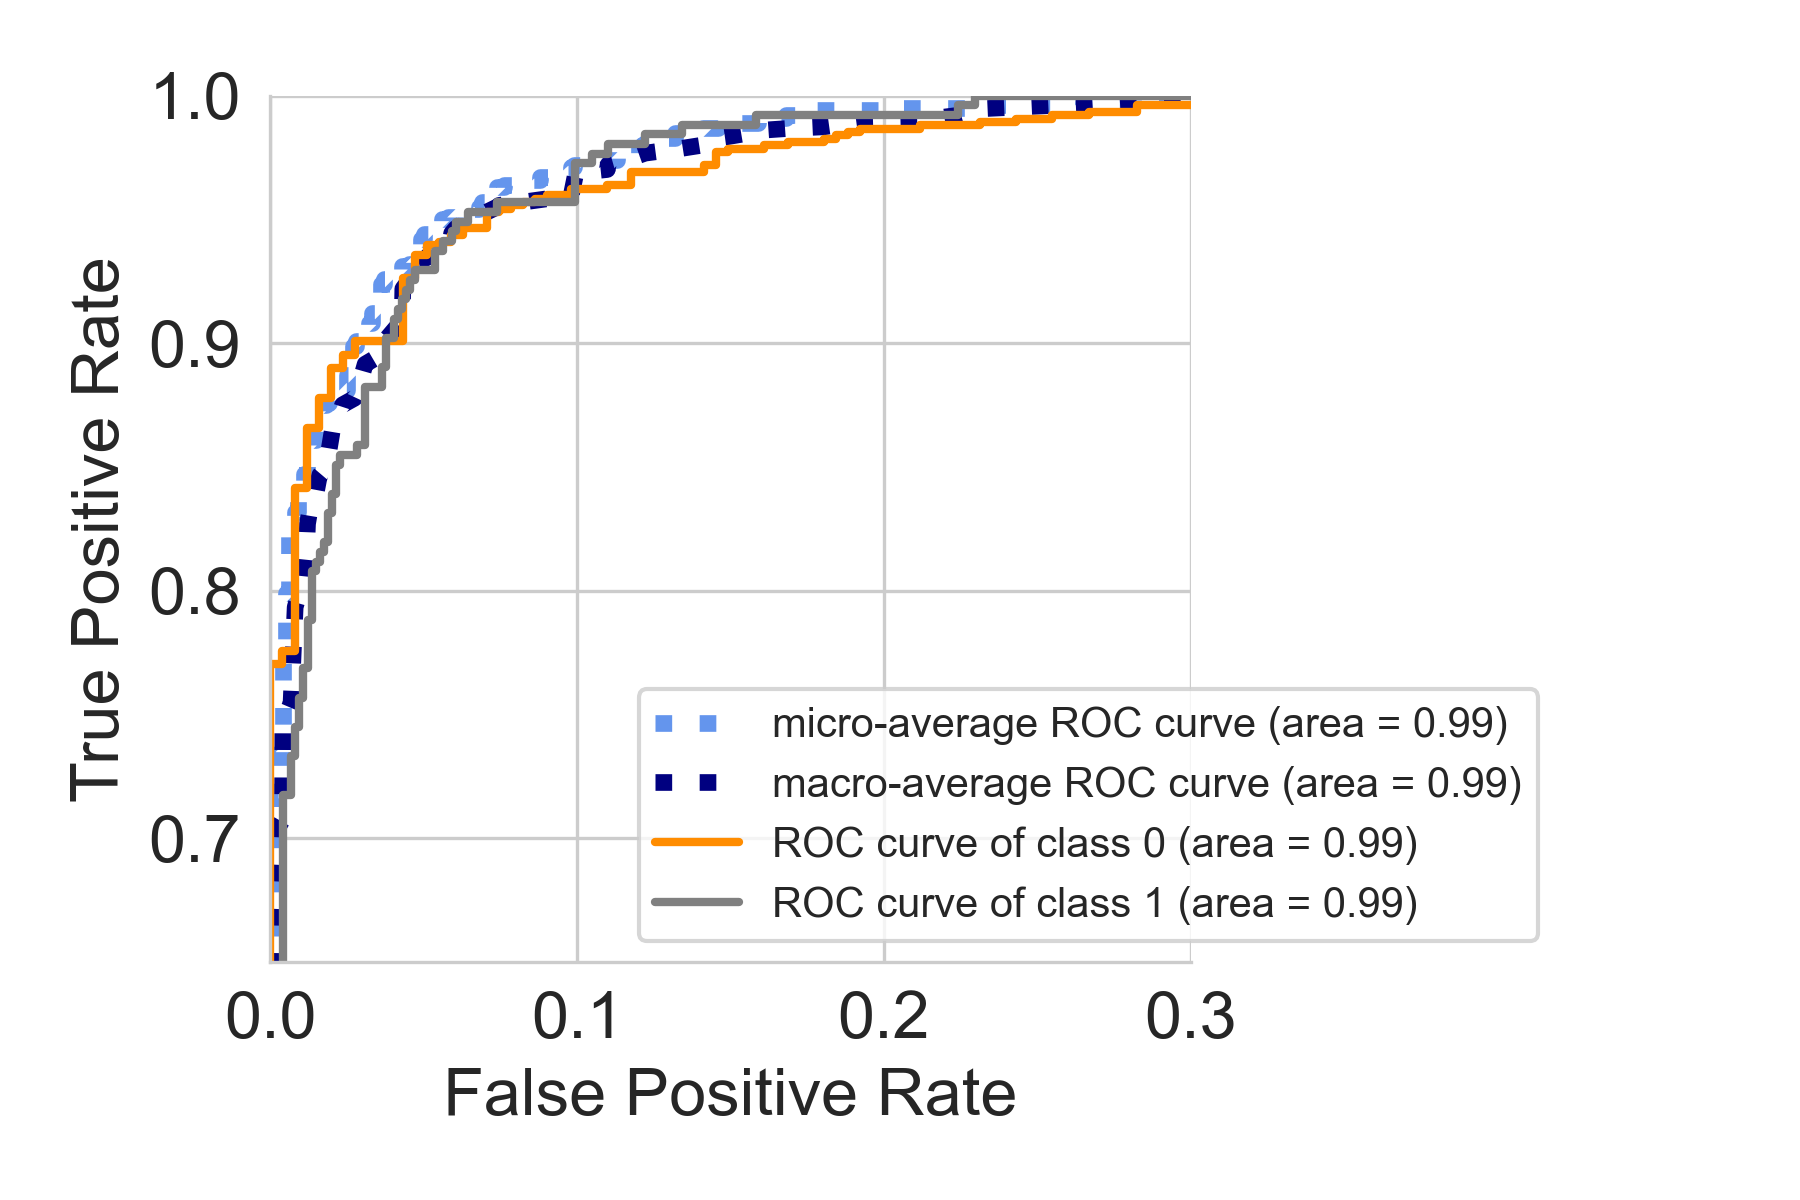 1.0
0.9
0.8
0.7
True Positive Rate
micro-average ROC curve (area = 0.99)
macro-average ROC curve (area = 0.99)
ROC curve of class 0 (area = 0.99)
ROC curve of class 1 (area = 0.99)
0.0 0.1 0.2 0.3
False Positive Rate